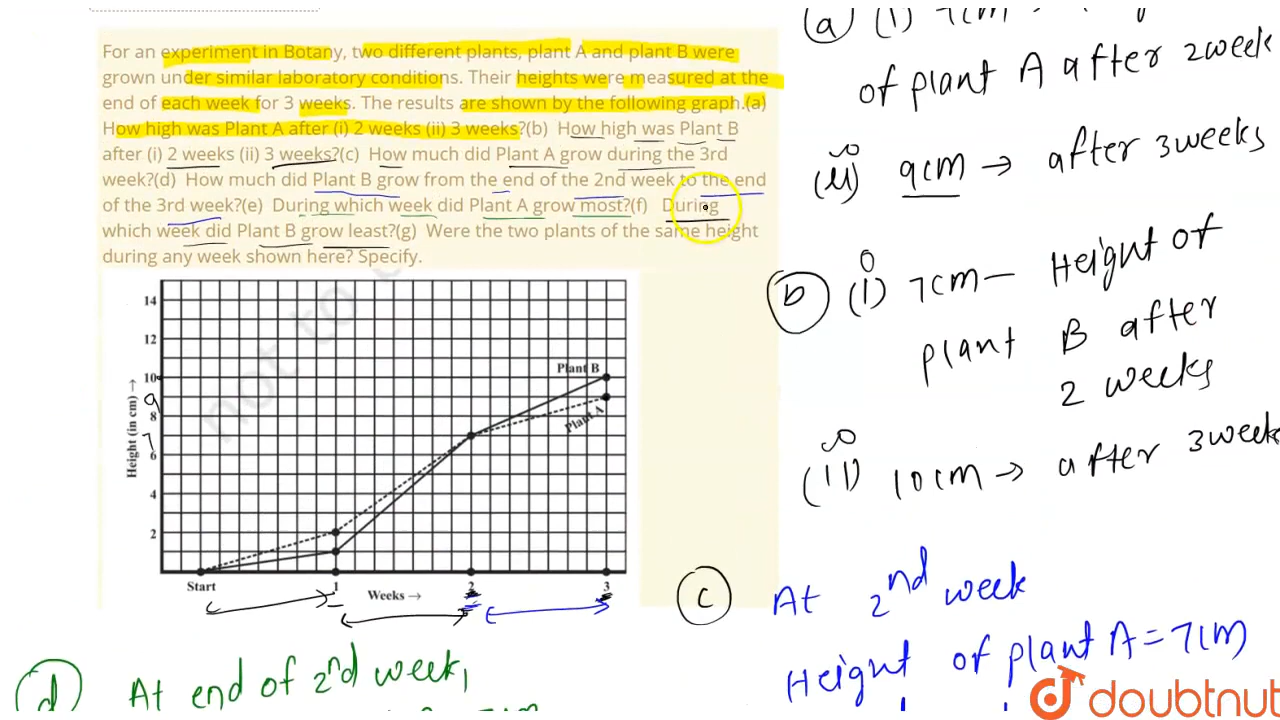 For an experiment in Botany, two different plants, plant A and plant B were
grown under similar laboratory conditions. Their heights were measured at the
end of each week for 3 weeks. The results are shown by the following graph.(a)
How high was Plant A after (i) 2 weeks (ii) 3 weeks?(b) How high was Plant B
after (i) 2 weeks (ii) 3 weeks?(c) How much did Plant A grow during the 3rd
week?(d) How much did Plant B grow from the end of the 2nd week to the end
of the 3rd week?(e) During which week did Plant A grow most?(f) During
which week did Plant B grow least?(g) Were the two plants of the same height
during any week shown here? Specify.
not to
14
12
10
9
8
7
6
4
2
Height (in cm) →
Plant B
Plant A
Start 1 2 3
Weeks →
(a) (i) 7cm
of plant A after 2week
(ii) 9cm → after 3weeks
(b) (i) 7cm — Height of
plant B after
2 weeks
(ii) 10cm → after 3week
(c) At 2nd week
Height of plant A = 7cm
(d) At end of 2nd week,
doubtnut